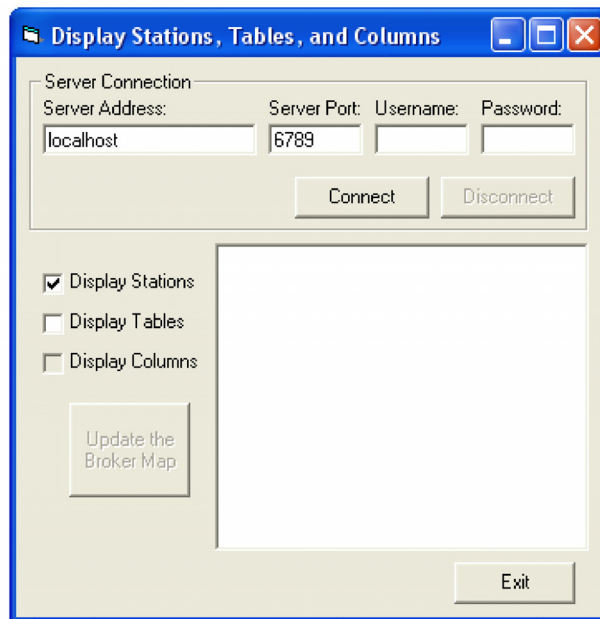 Display Stations, Tables, and Columns
Server Connection
Server Address: Server Port: Username: Password:
localhost 6789
Connect Disconnect
Display Stations
Display Tables
Display Columns
Update the
Broker Map
Exit